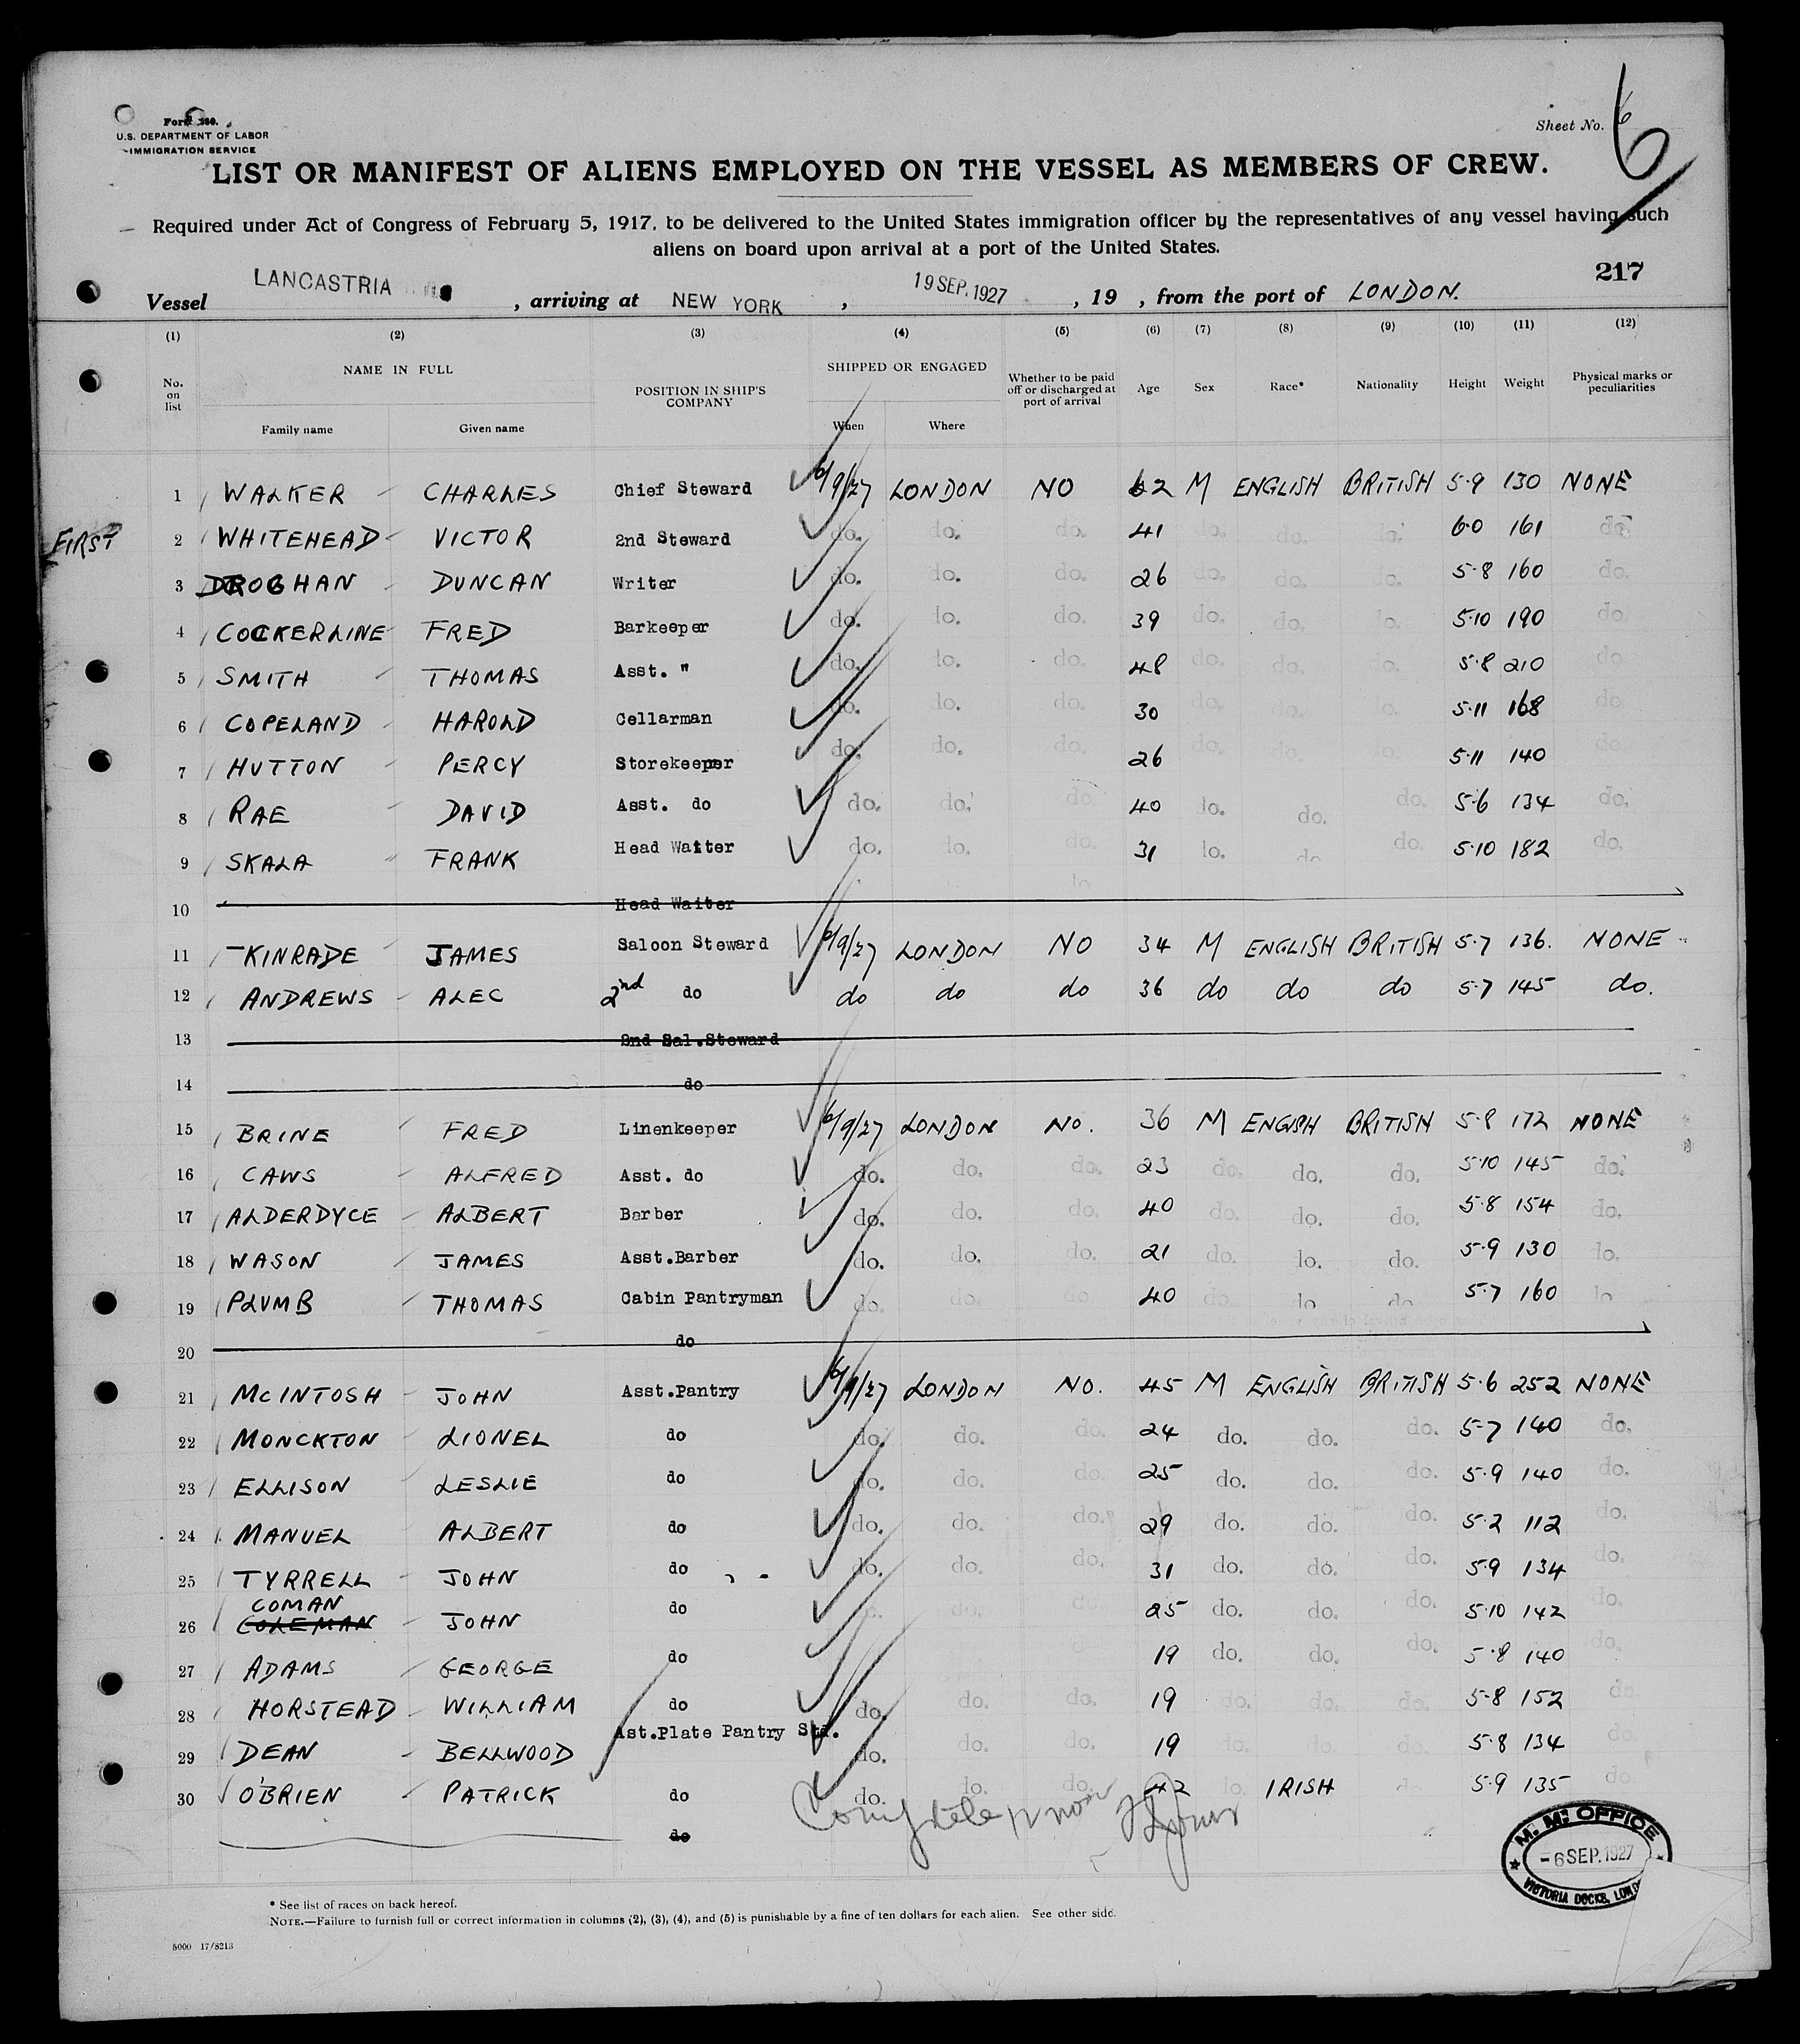 Form 680.
U.S. DEPARTMENT OF LABOR
IMMIGRATION SERVICE
Sheet No. 6
6
LIST OR MANIFEST OF ALIENS EMPLOYED ON THE VESSEL AS MEMBERS OF CREW.
Required under Act of Congress of February 5, 1917, to be delivered to the United States immigration officer by the representatives of any vessel having such
aliens on board upon arrival at a port of the United States.
217
Vessel LANCASTRIA, arriving at NEW YORK, 19 SEP. 1927, 19 , from the port of LONDON.
(1) (2) (3) (4) (5) (6) (7) (8) (9) (10) (11) (12)
No. on list NAME IN FULL Family name Given name POSITION IN SHIP'S COMPANY SHIPPED OR ENGAGED When Where Whether to be paid off or discharged at port of arrival Age Sex Race* Nationality Height Weight Physical marks or peculiarities
1 WALKER CHARLES Chief Steward 6/9/27 LONDON NO 62 M ENGLISH BRITISH 5·9 130 NONE
FIRST
2 WHITEHEAD VICTOR 2nd Steward do. do. do. 41 do. do. do. 6·0 161 do.
3 DROGHAN DUNCAN Writer do. do. do. 26 do. do. do. 5·8 160 do.
4 COCKERLINE FRED Barkeeper do. do. do. 39 do. do. do. 5·10 190 do.
5 SMITH THOMAS Asst. " do. do. do. 48 do. do. do. 5·8 210 do.
6 COPELAND HAROLD Cellarman do. do. do. 30 do. do. do. 5·11 168 do.
7 HUTTON PERCY Storekeeper do. do. do. 26 do. do. do. 5·11 140 do.
8 RAE DAVID Asst. do do. do. do. 40 do. do. do. 5·6 134 do.
9 SKALA FRANK Head Waiter do. do. do. 31 do. do. do. 5·10 182 do.
10 Head Waiter
11 KINRADE JAMES Saloon Steward 6/9/27 LONDON NO 34 M ENGLISH BRITISH 5·7 136. NONE
12 ANDREWS ALEC 2nd do do do do 36 do do do 5·7 145 do.
13 2nd Sal.Steward
14 do
15 BRINE FRED Linenkeeper 6/9/27 LONDON NO. 36 M ENGLISH BRITISH 5·8 172 NONE
16 CAWS ALFRED Asst. do do. do. do. 23 do. do. do. 5·10 145 do.
17 ALDERDYCE ALBERT Barber do. do. do. 40 do. do. do. 5·8 154 do.
18 WASON JAMES Asst.Barber do. do. do. 21 do. do. do. 5·9 130 do.
19 PLUMB THOMAS Cabin Pantryman do. do. do 40 do. do do 5·7 160 do
20 do
21 McINTOSH JOHN Asst.Pantry 6/9/27 LONDON NO. 45 M ENGLISH BRITISH 5·6 252 NONE
22 MONCKTON LIONEL do do. do. do. 24 do. do. do. 5·7 140 do.
23 ELLISON LESLIE do do. do. do. 25 do. do. do. 5·9 140 do.
24 MANUEL ALBERT do do. do. do. 29 do. do. do. 5·2 112 do.
25 TYRRELL JOHN do do. do. do. 31 do. do. do. 5·9 134 do.
COMAN
26 COLEMAN JOHN do do. do. do. 25 do. do. do. 5·10 142 do.
27 ADAMS GEORGE do 19 do. do. do. 5·8 140 do.
28 HORSTEAD WILLIAM do do. do. do. 19 do. do. do. 5·8 152 do.
29 DEAN BELLWOOD Ast.Plate Pantry Std. do. do. do. 19 do. do. do. 5·8 134 do.
30 O'BRIEN PATRICK do do. do. do. 42 do. IRISH do 5·9 135 do.
do
Complete
M. M. OFFICE
-6 SEP. 1927
VICTORIA DOCKS, LONDON
* See list of races on back hereof.
NOTE.—Failure to furnish full or correct information in columns (2), (3), (4), and (5) is punishable by a fine of ten dollars for each alien. See other side.
5000 17/8213